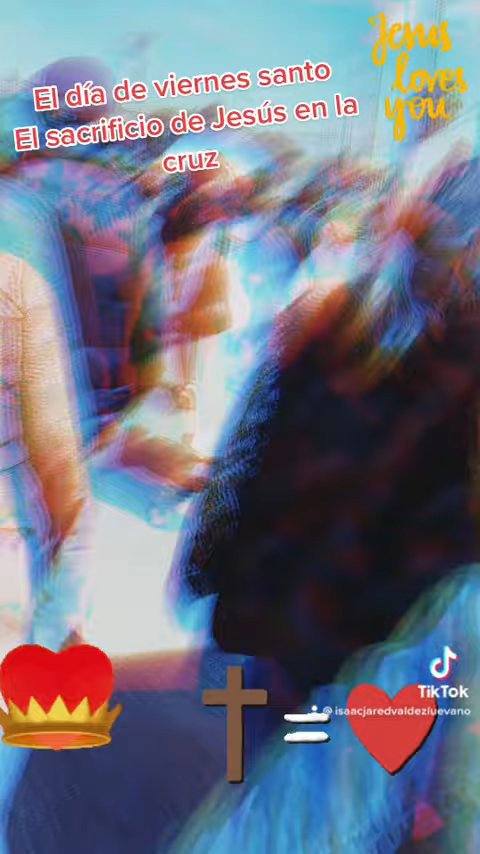 Jesus
loves
you
El día de viernes santo
El sacrificio de Jesús en la
cruz
=
TikTok
@isaacjaredvaldezluevano